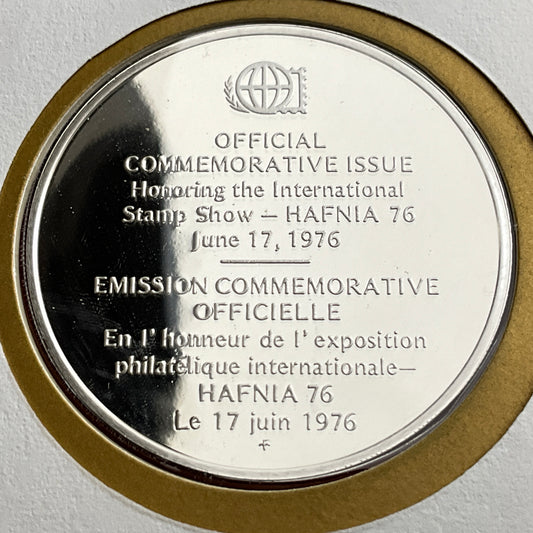 OFFICIAL
COMMEMORATIVE ISSUE
Honoring the International
Stamp Show – HAFNIA 76
June 17, 1976
EMISSION COMMEMORATIVE
OFFICIELLE
En l'honneur de l'exposition
philatélique internationale—
HAFNIA 76
Le 17 juin 1976